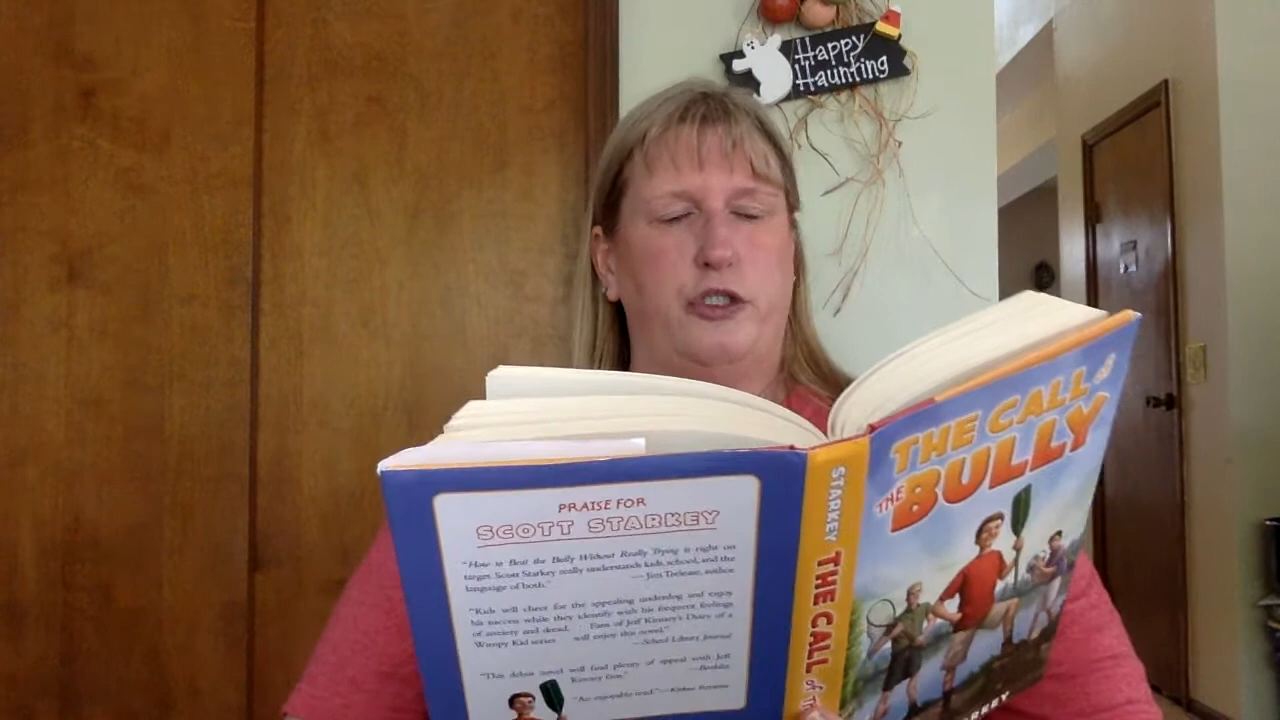 Happy
Haunting
PRAISE FOR
SCOTT STARKEY
"How to Beat the Bully Without Really Trying is right on
target. Scott Starkey really understands kids, school, and the
language of both."
—Jim Trelease, author
"Kids will cheer for the appealing underdog and enjoy
his success while they identify with his frequent feelings
of anxiety and dread. Fans of Jeff Kinney's Diary of a
Wimpy Kid series will enjoy this novel."
—School Library Journal
"This debut novel will find plenty of appeal with Jeff
Kinney fans."
—Booklist
"An enjoyable read."—Kirkus Reviews
STARKEY THE CALL of
THE CALL of
THE BULLY